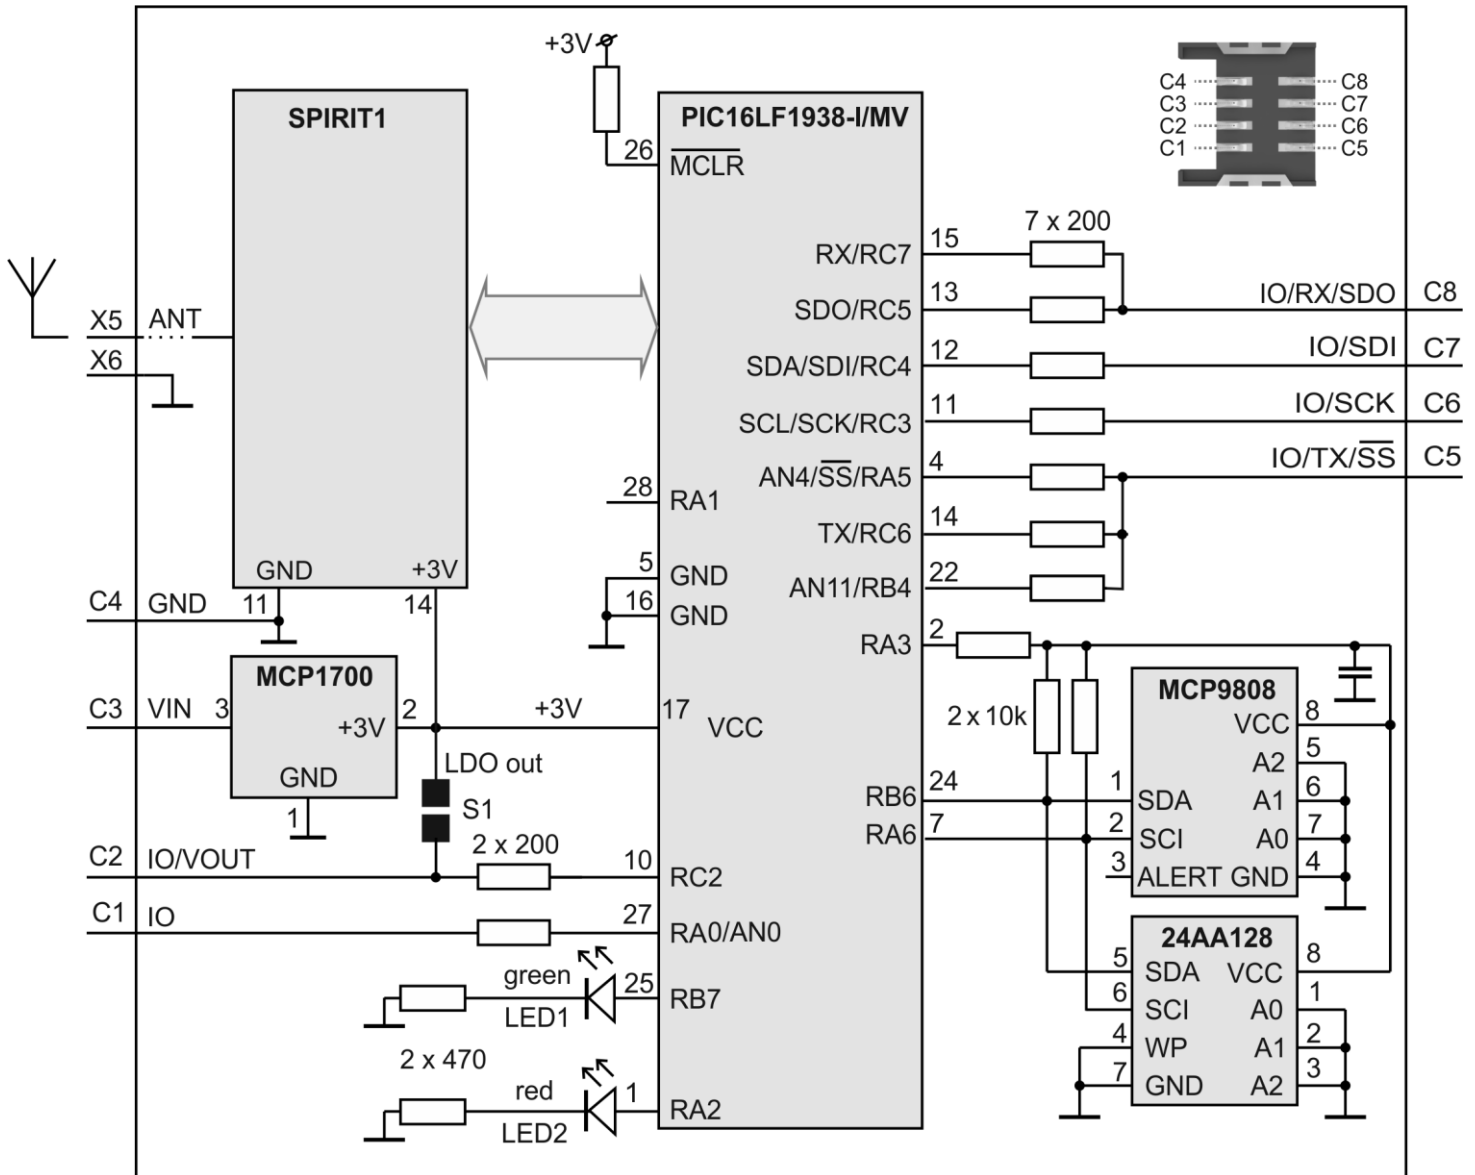 +3V
SPIRIT1
PIC16LF1938-I/MV
C4
C8
C3
C7
C2
C6
C1
C5
26
MCLR
7 x 200
RX/RC7
15
SDO/RC5
13
IO/RX/SDO
C8
X5
ANT
SDA/SDI/RC4
12
IO/SDI
C7
X6
SCL/SCK/RC3
11
IO/SCK
C6
AN4/SS/RA5
4
IO/TX/SS
C5
28
RA1
TX/RC6
14
GND
+3V
5
GND
AN11/RB4
22
C4
GND
11
14
16
GND
RA3
2
MCP1700
MCP9808
C3
VIN
3
+3V
2
+3V
17
VCC
2 x 10k
VCC
8
LDO out
A2
5
GND
S1
RB6
24
1
SDA
A1
6
1
RA6
7
2
SCI
A0
7
2 x 200
C2
IO/VOUT
10
RC2
3
ALERT
GND
4
C1
IO
27
RA0/AN0
24AA128
green
25
RB7
5
SDA
VCC
8
LED1
6
SCI
A0
1
2 x 470
4
WP
A1
2
red
7
GND
A2
3
1
RA2
LED2